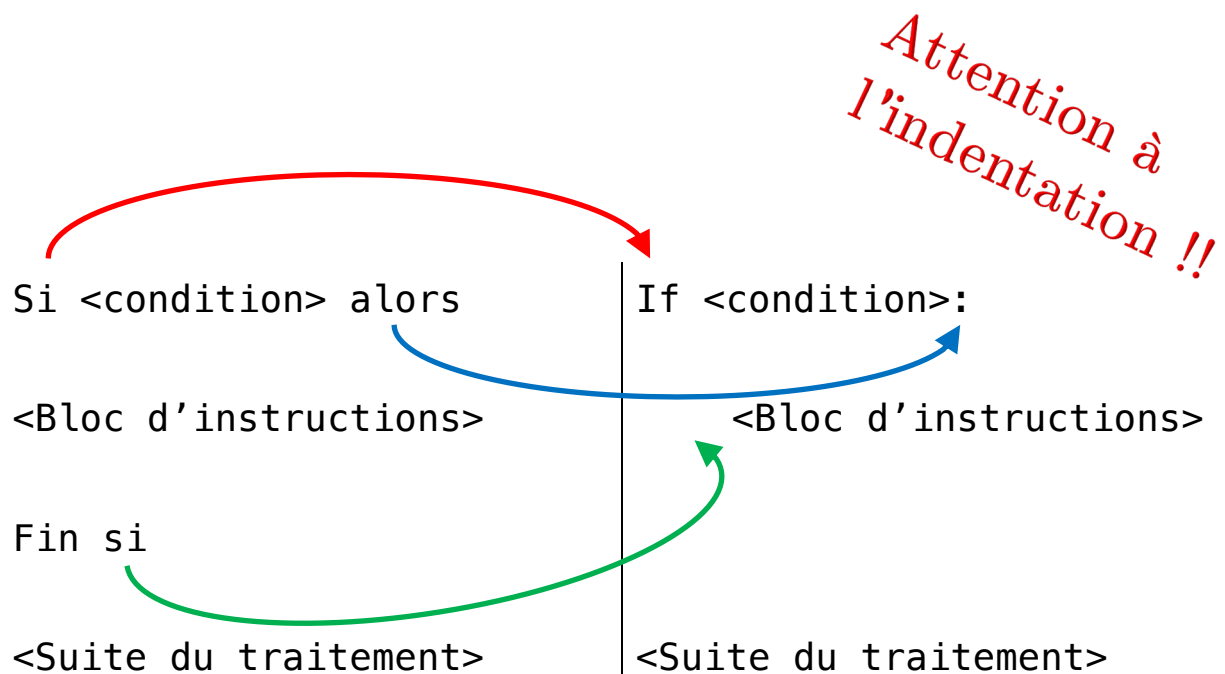 Attention à
l'indentation !!
Si <condition> alors
<Bloc d’instructions>
Fin si
<Suite du traitement>
If <condition>:
<Bloc d’instructions>
<Suite du traitement>